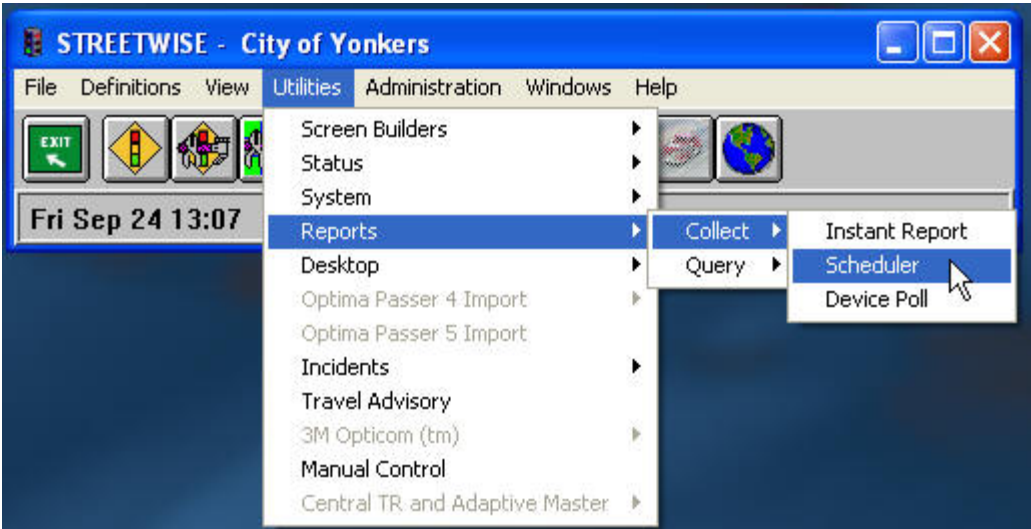 STREETWISE - City of Yonkers
File Definitions View Utilities Administration Windows Help
EXIT
Fri Sep 24 13:07
Screen Builders
Status
System
Reports
Desktop
Optima Passer 4 Import
Optima Passer 5 Import
Incidents
Travel Advisory
3M Opticom (tm)
Manual Control
Central TR and Adaptive Master
Collect
Query
Instant Report
Scheduler
Device Poll